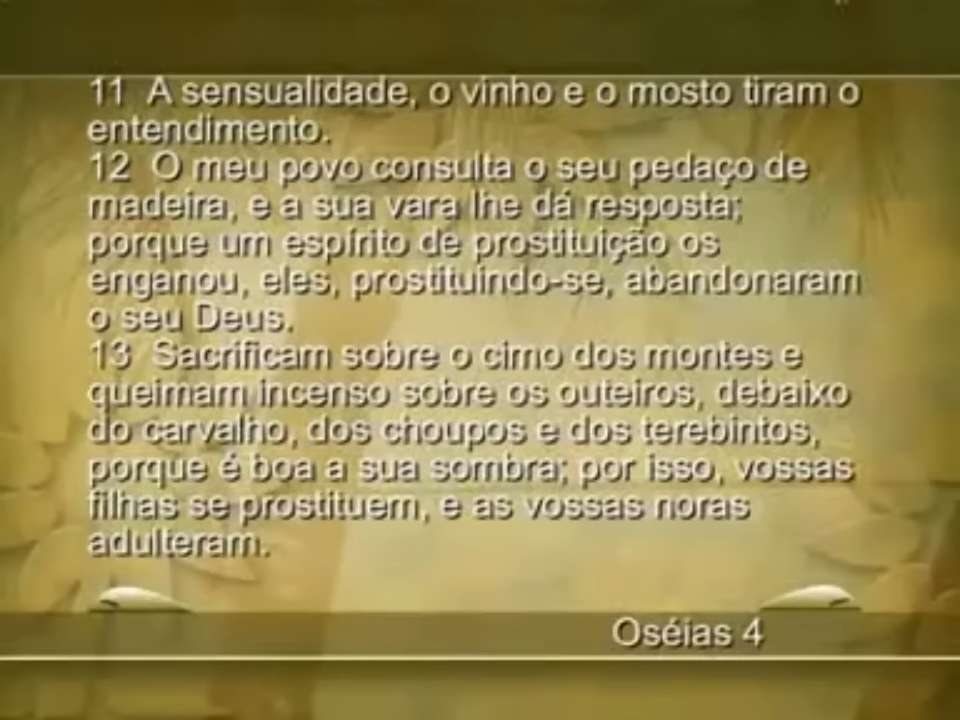 11 A sensualidade, o vinho e o mosto tiram o
entendimento.
12 O meu povo consulta o seu pedaço de
madeira, e a sua vara lhe dá resposta;
porque um espírito de prostituição os
enganou, eles, prostituindo-se, abandonaram
o seu Deus.
13 Sacrificam sobre o cimo dos montes e
queimam incenso sobre os outeiros, debaixo
do carvalho, dos choupos e dos terebintos,
porque é boa a sua sombra; por isso, vossas
filhas se prostituem, e as vossas noras
adulteram.
Oséias 4